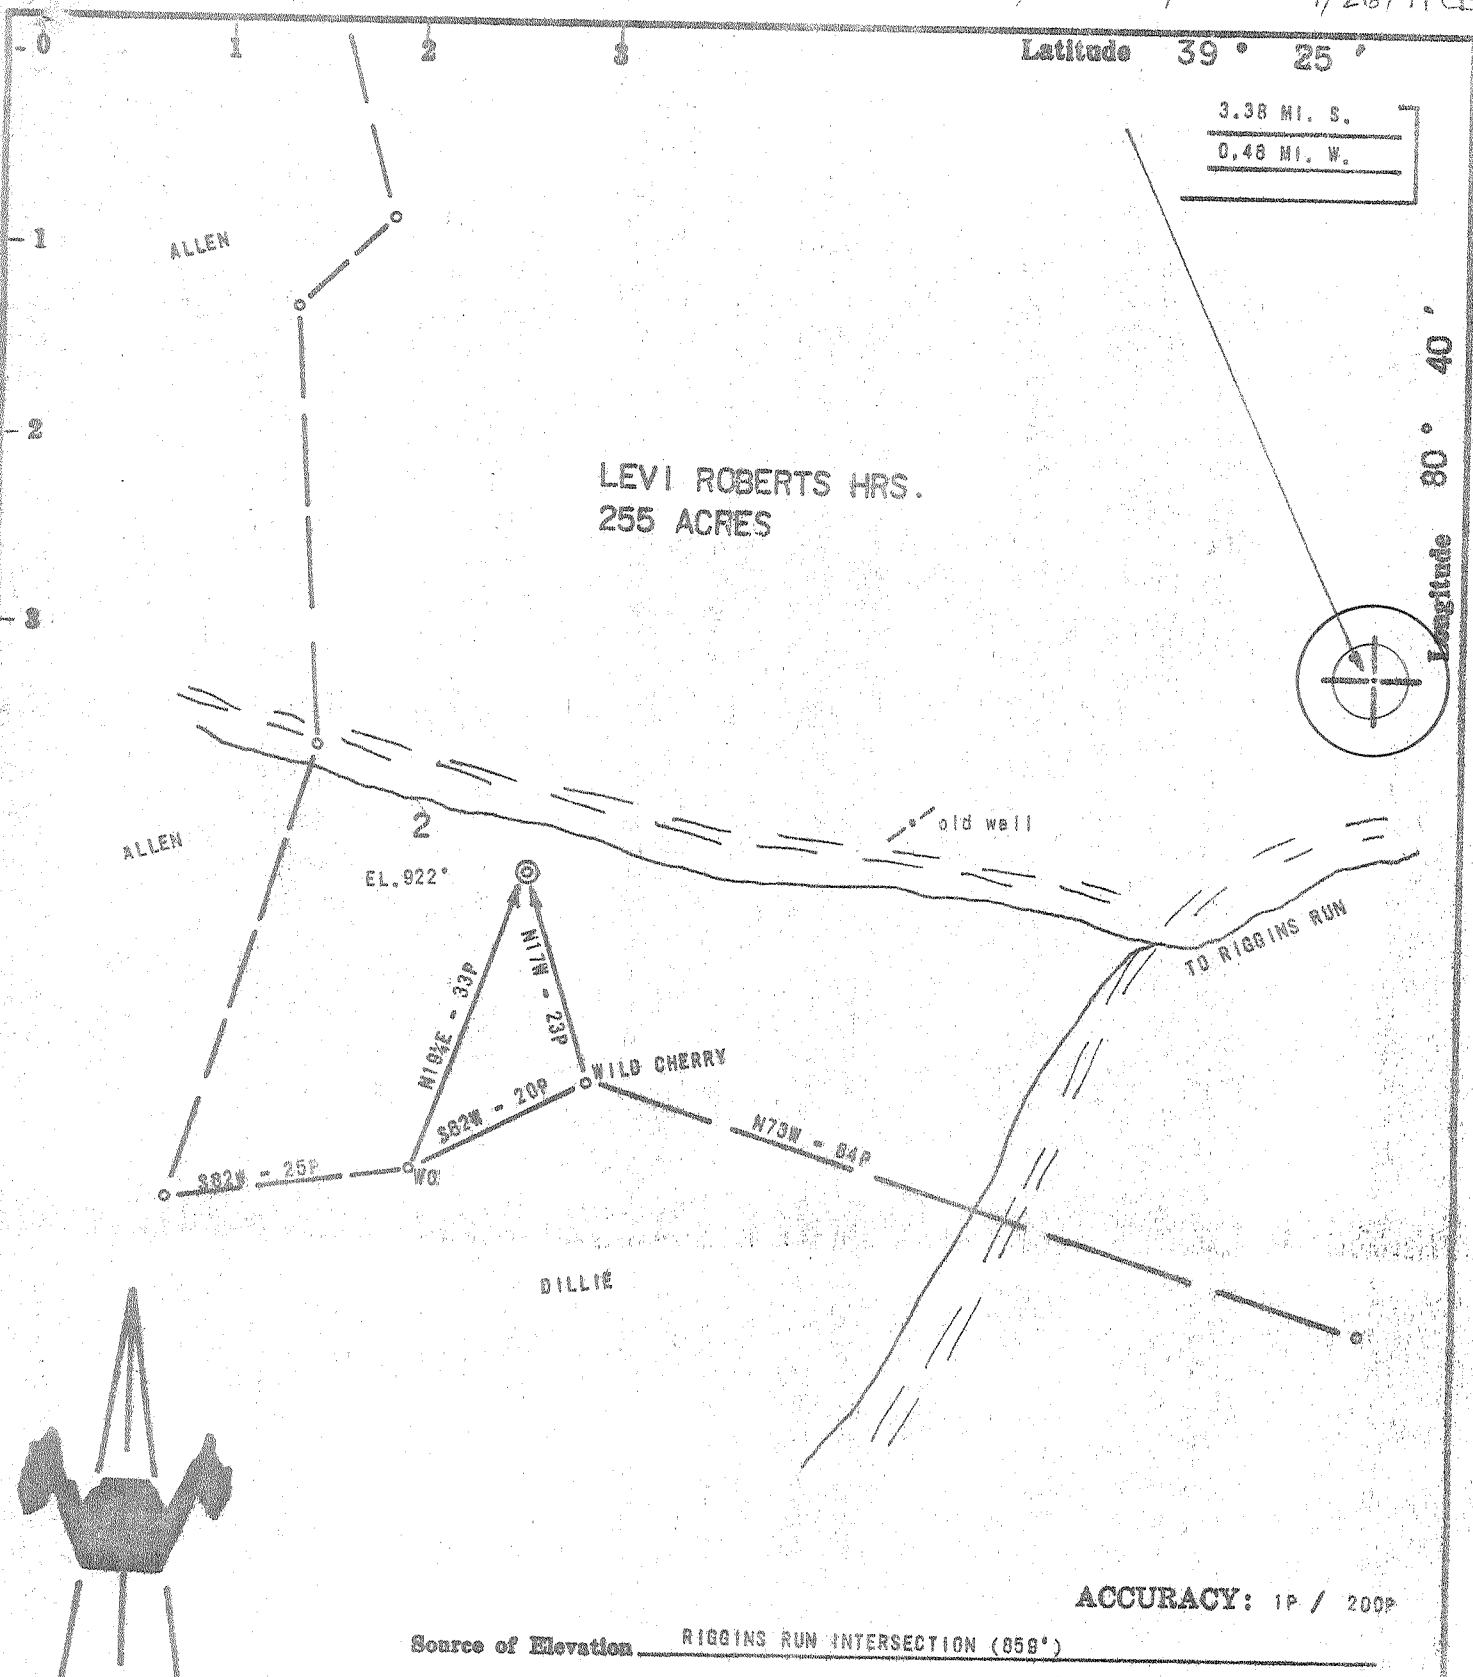 0 1 2 3 Latitude 39 ° 25 '
3.38 MI. S.
0.48 MI. W.
1
ALLEN
Longitude 80 ° 40 '
2
LEVI ROBERTS HRS.
255 ACRES
3
old well
2
ALLEN
EL.922'
TO RIGGINS RUN
N17W - 23P
N19¼E - 33P
WILD CHERRY
S62W - 20P
N73W - 84P
S82W - 25P
WO
DILLIE
ACCURACY: 1P / 200P
Source of Elevation RIGGINS RUN INTERSECTION (859')